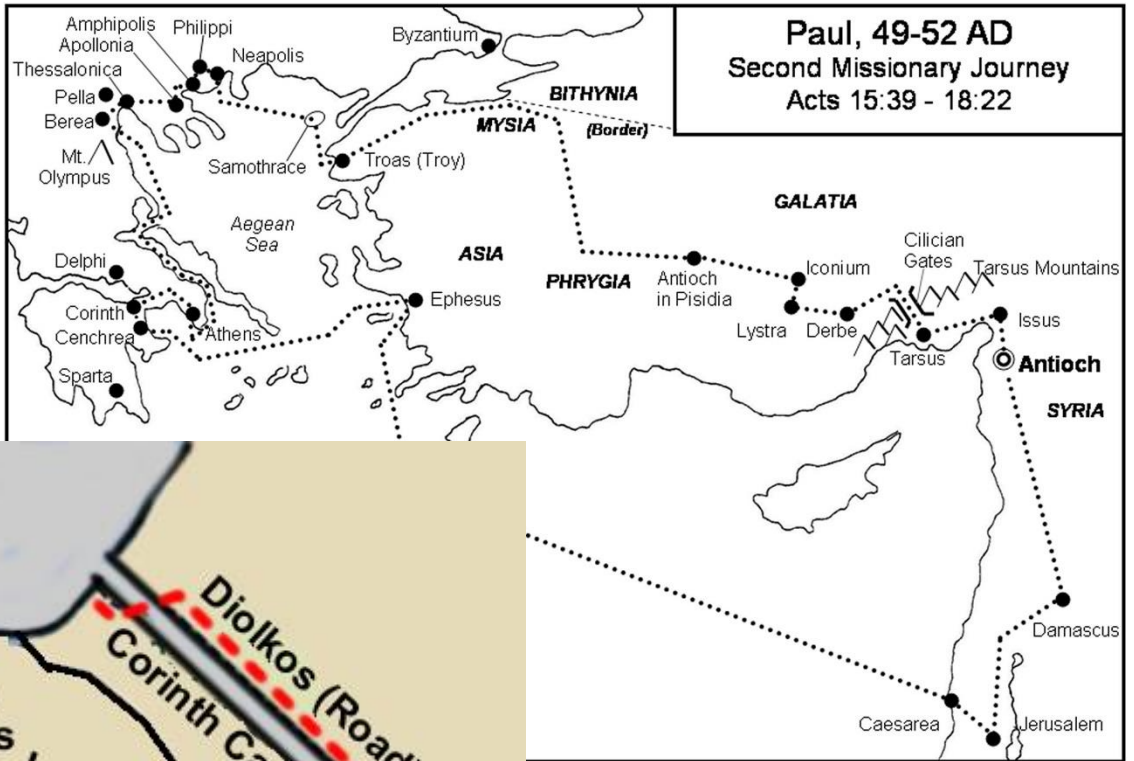 Paul, 49-52 AD
Second Missionary Journey
Acts 15:39 - 18:22
Amphipolis
Philippi
Apollonia
Neapolis
Thessalonica
Pella
Berea
Mt.
Olympus
Byzantium
BITHYNIA
MYSIA
(Border)
Samothrace
Troas (Troy)
Aegean
Sea
GALATIA
ASIA
PHRYGIA
Cilician
Gates
Tarsus Mountains
Delphi
Antioch
in Pisidia
Iconium
Ephesus
Corinth
Cenchrea
Athens
Lystra
Derbe
Tarsus
Issus
Antioch
Sparta
SYRIA
Damascus
Caesarea
Jerusalem
Diolkos (Road
Corinth Ca
s